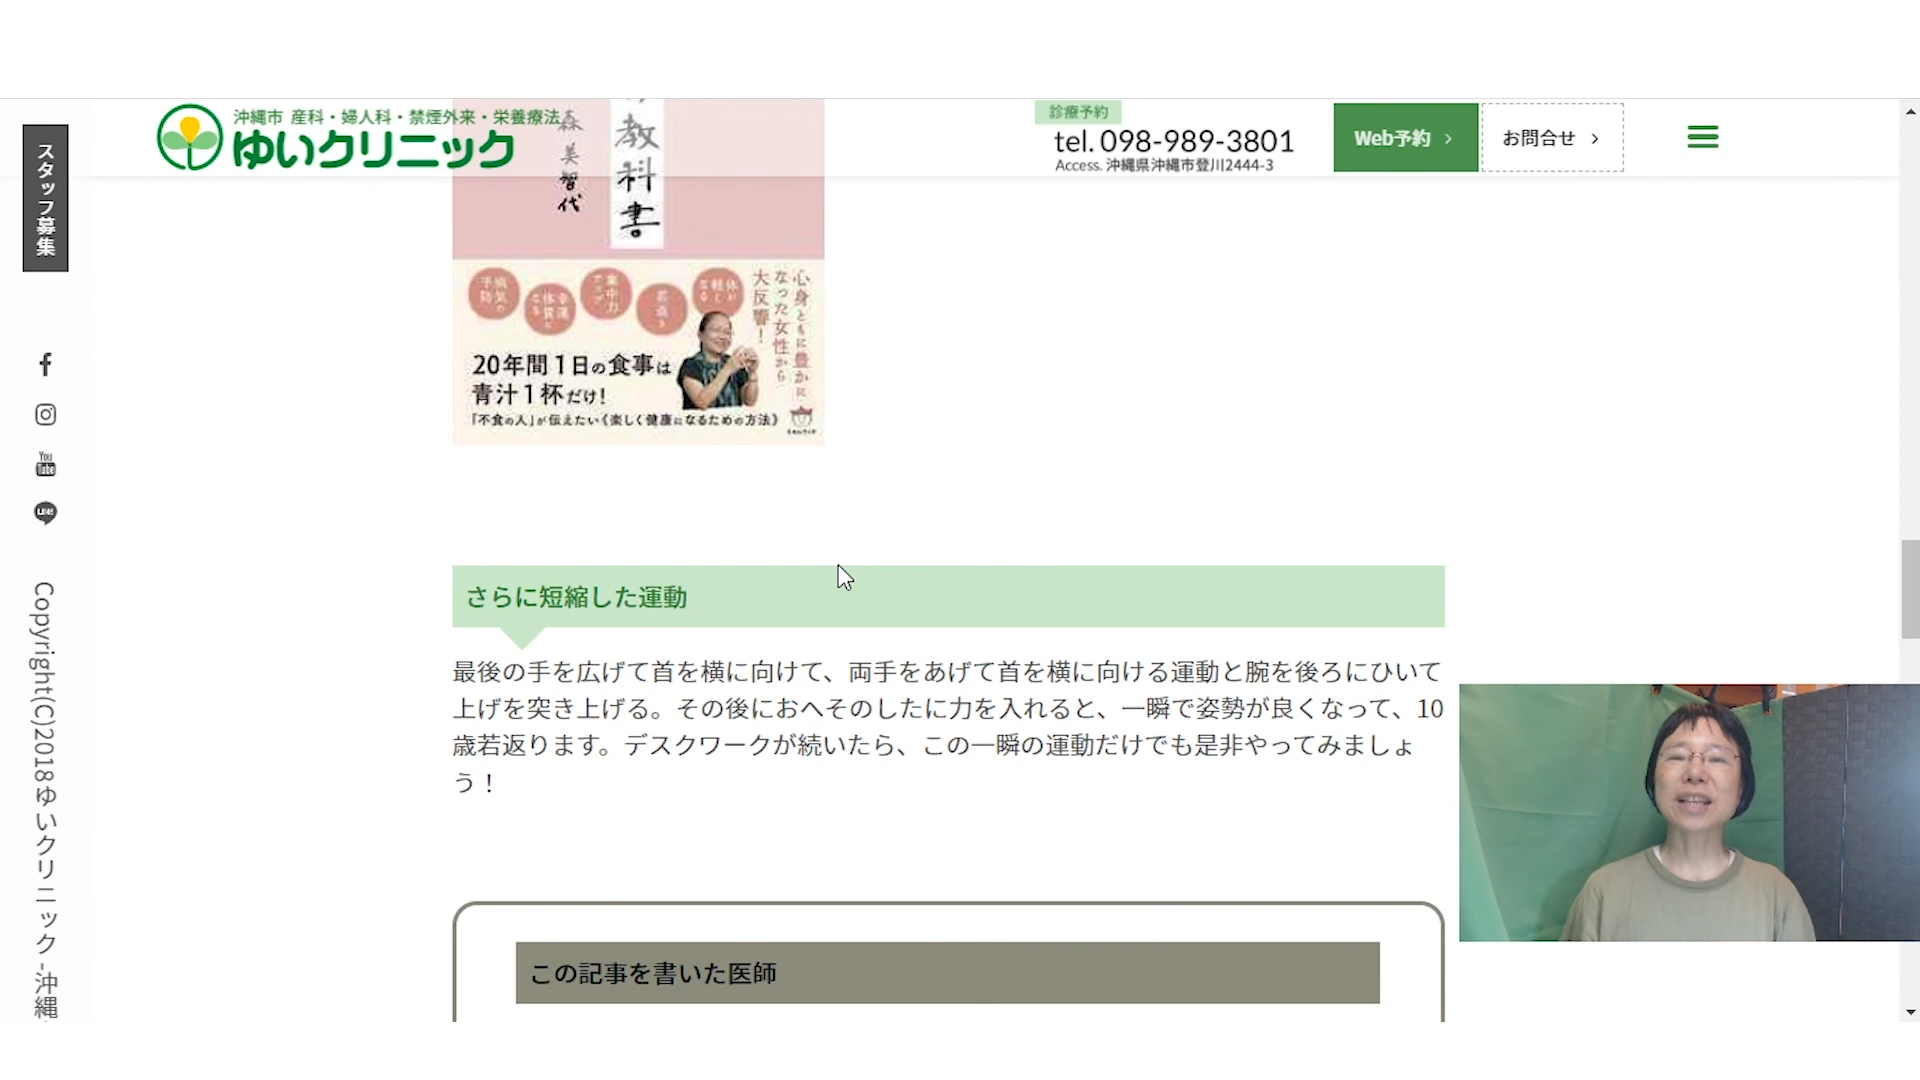 スタッフ募集
沖縄市 産科・婦人科・禁煙外来・栄養療法
ゆいクリニック
診療予約
tel. 098-989-3801
Access. 沖縄県沖縄市登川2444-3
Web予約
お問合せ
教科書
森美智代
心身ともに豊かに
なった女性から
大反響！
20年間1日の食事は
青汁1杯だけ！
「不食の人」が伝えたい《楽しく健康になるための方法》
You
Tube
LINE
さらに短縮した運動
最後の手を広げて首を横に向けて、両手をあげて首を横に向ける運動と腕を後ろにひいて
上げを突き上げる。その後におへそのしたに力を入れると、一瞬で姿勢が良くなって、10
歳若返ります。デスクワークが続いたら、この一瞬の運動だけでも是非やってみましょ
う！
この記事を書いた医師
Copyright(C)2018ゆいクリニック-沖縄